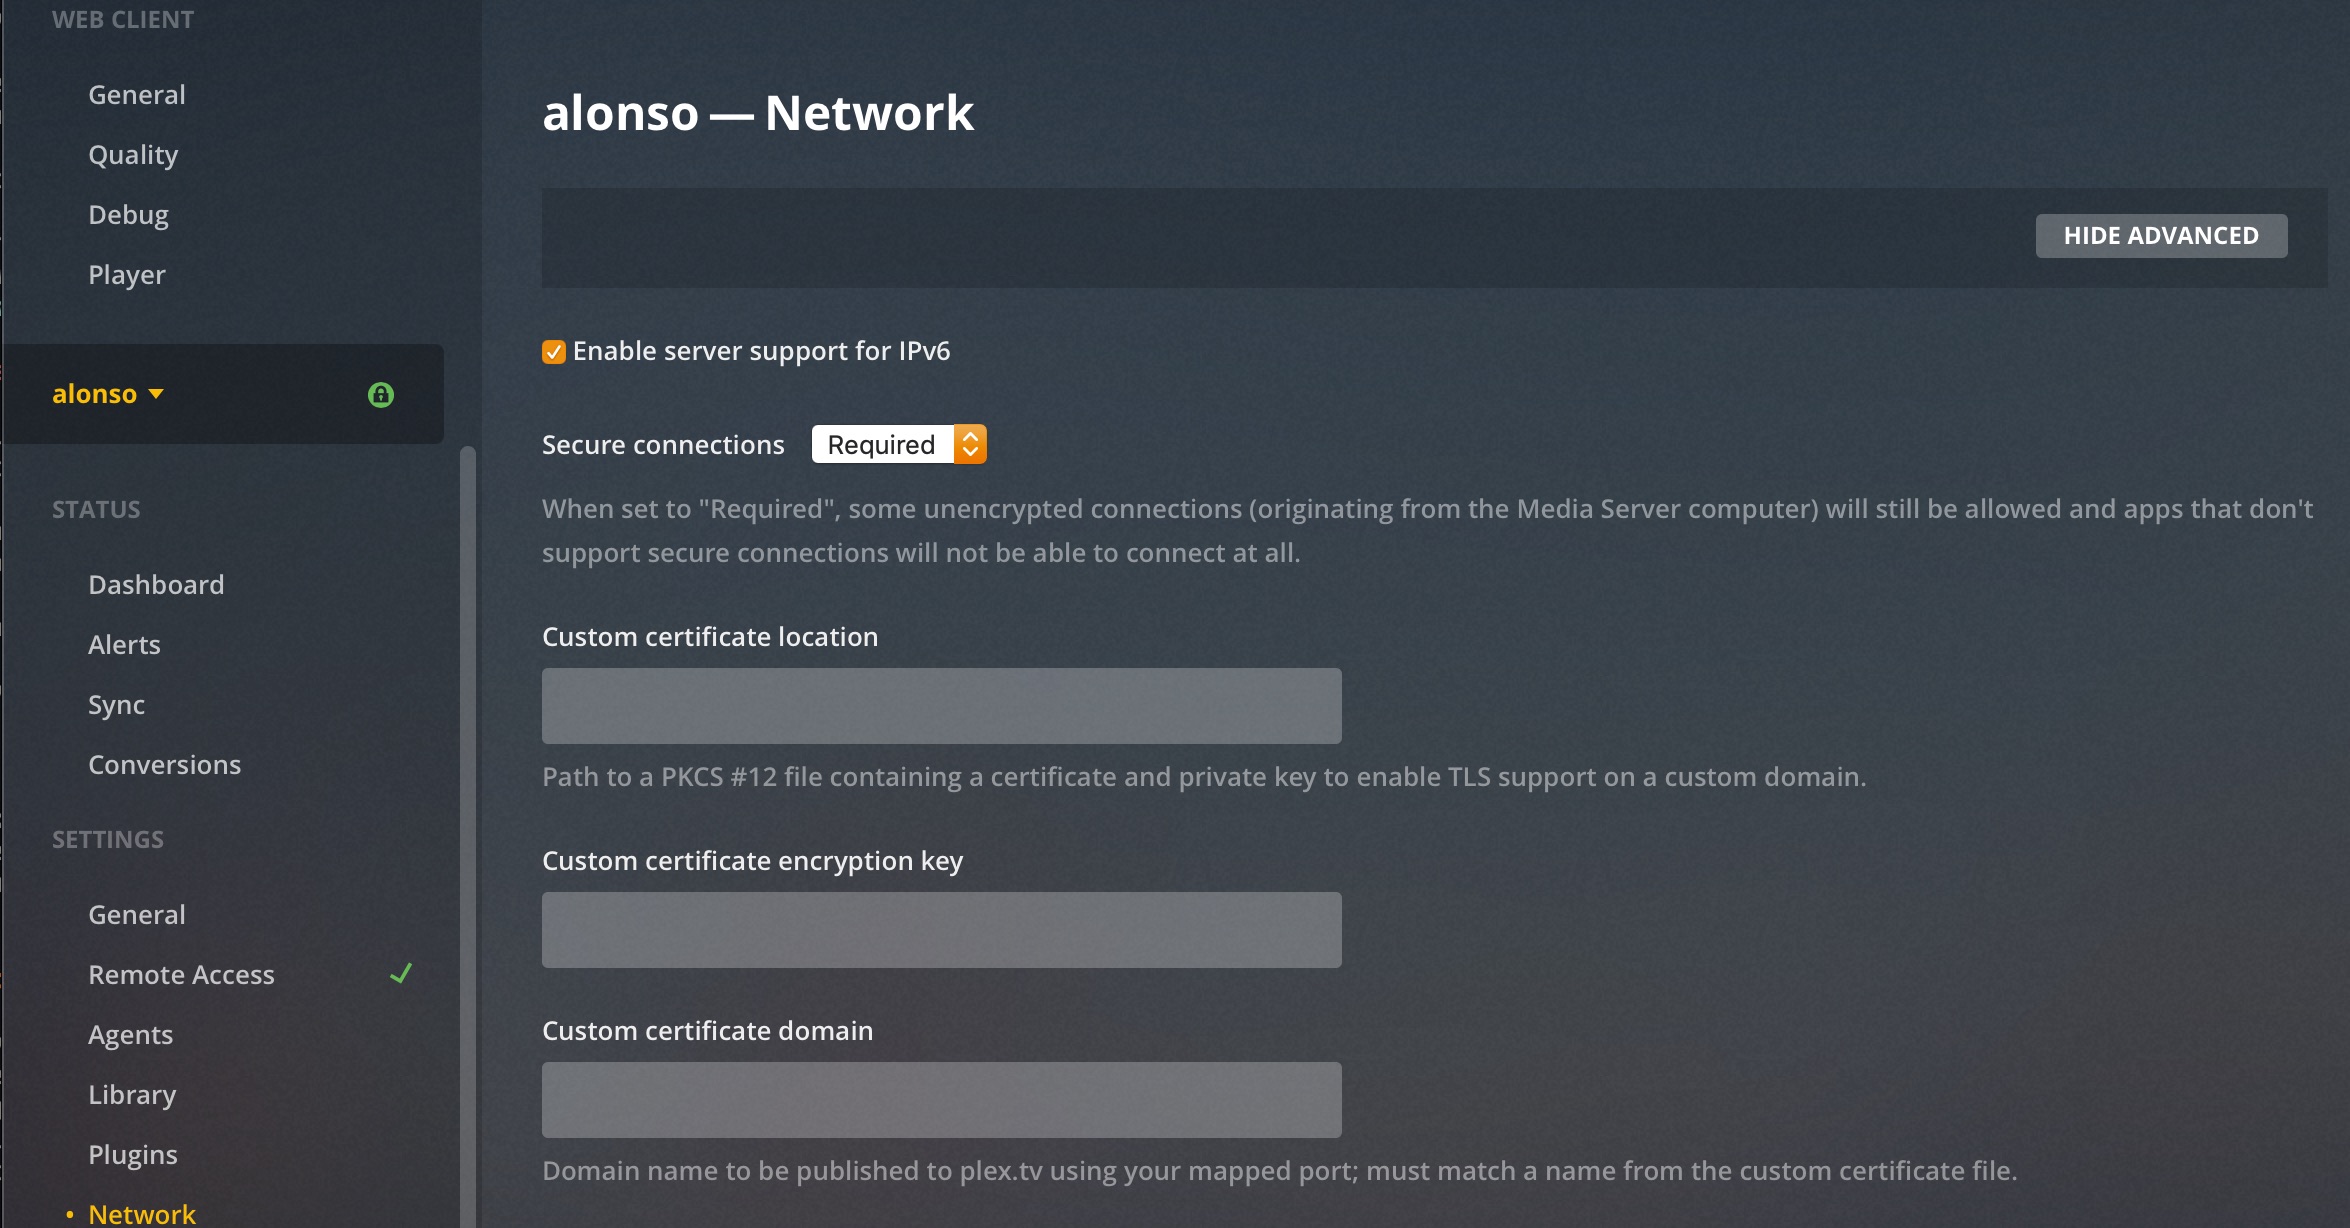 WEB CLIENT
General
Quality
Debug
Player
alonso
STATUS
Dashboard
Alerts
Sync
Conversions
SETTINGS
General
Remote Access
Agents
Library
Plugins
• Network
alonso — Network
HIDE ADVANCED
Enable server support for IPv6
Secure connections Required
When set to "Required", some unencrypted connections (originating from the Media Server computer) will still be allowed and apps that don't
support secure connections will not be able to connect at all.
Custom certificate location
Path to a PKCS #12 file containing a certificate and private key to enable TLS support on a custom domain.
Custom certificate encryption key
Custom certificate domain
Domain name to be published to plex.tv using your mapped port; must match a name from the custom certificate file.